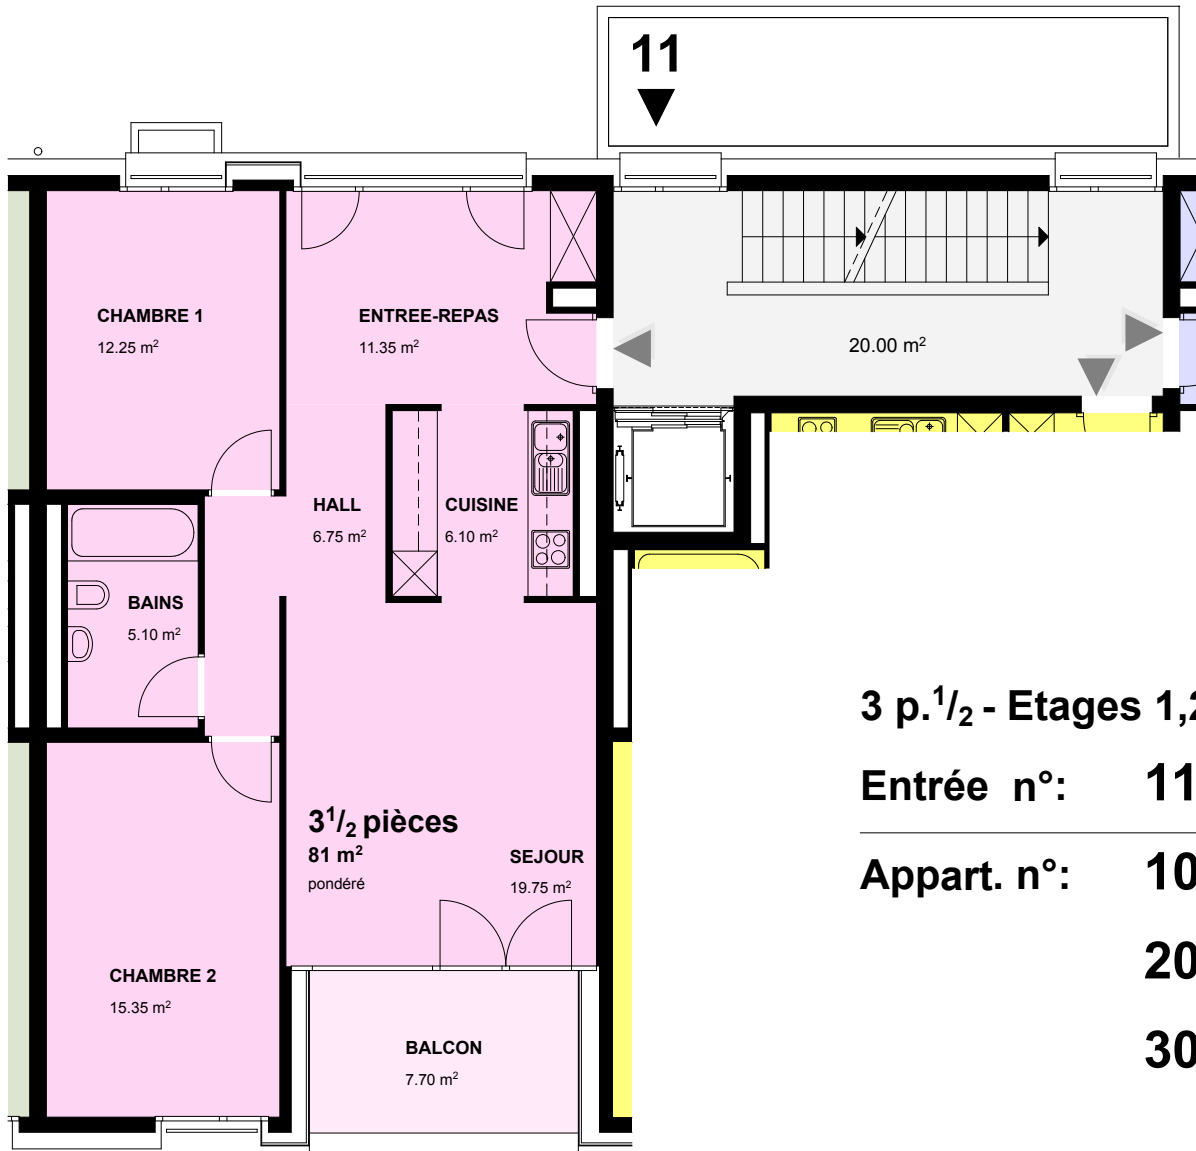 11
CHAMBRE 1
12.25 m²
ENTREE-REPAS
11.35 m²
20.00 m²
HALL
6.75 m²
CUISINE
6.10 m²
BAINS
5.10 m²
3 p.¹/₂ - Etages 1,2
Entrée n°: 11
Appart. n°: 10
20
30
3¹/₂ pièces
81 m²
pondéré
SEJOUR
19.75 m²
CHAMBRE 2
15.35 m²
BALCON
7.70 m²